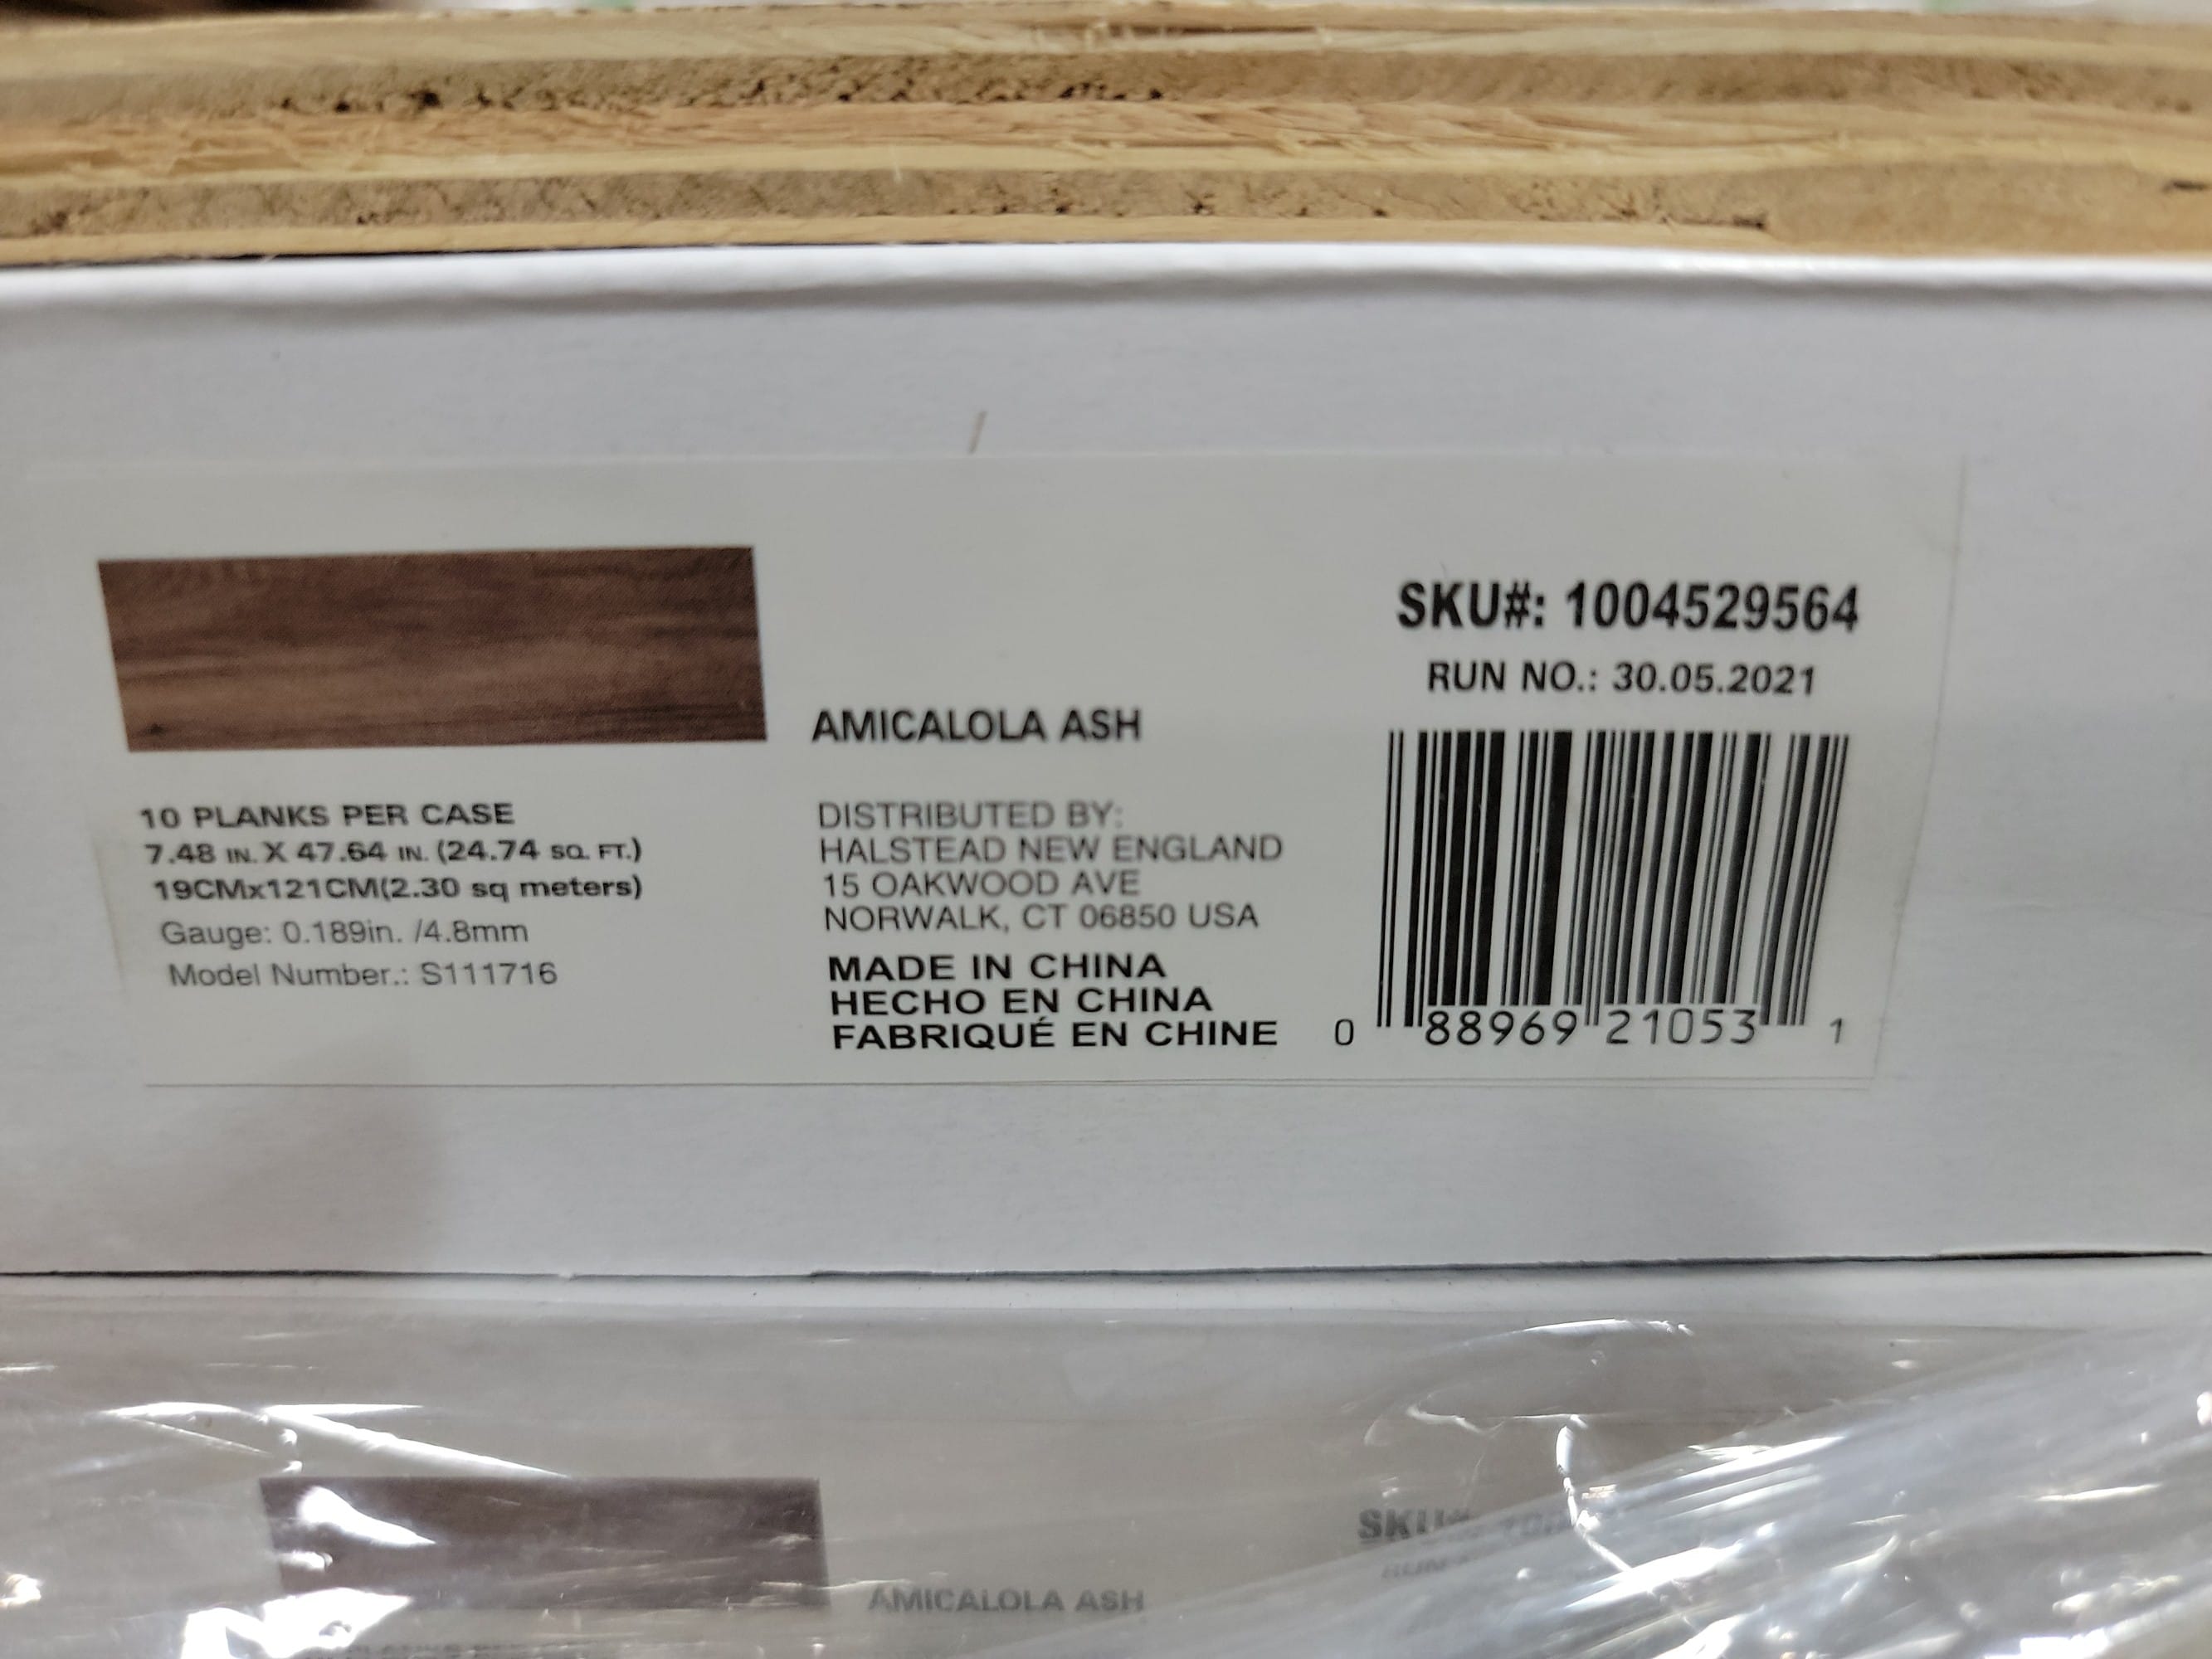 SKU#: 1004529564
RUN NO.: 30.05.2021
AMICALOLA ASH
10 PLANKS PER CASE
7.48 IN. X 47.64 IN. (24.74 SQ. FT.)
19CMx121CM(2.30 sq meters)
Gauge: 0.189in. /4.8mm
Model Number.: S111716
DISTRIBUTED BY:
HALSTEAD NEW ENGLAND
15 OAKWOOD AVE
NORWALK, CT 06850 USA
MADE IN CHINA
HECHO EN CHINA
FABRIQUÉ EN CHINE
0 88969 21053 1
SKU#:
AMICALOLA ASH